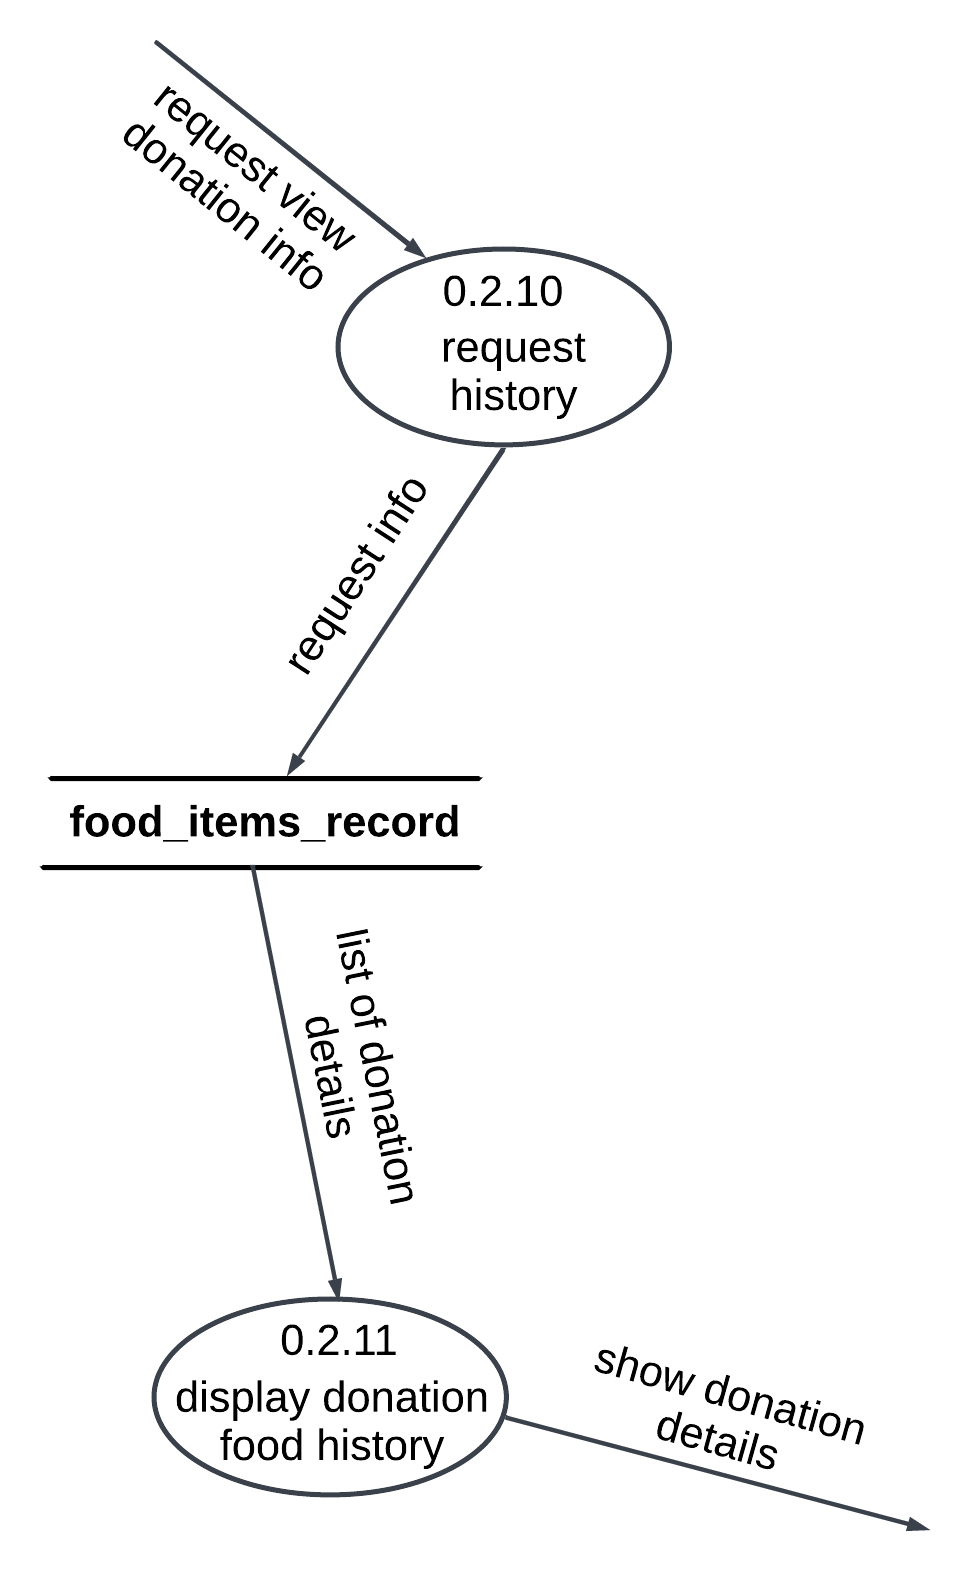 request view
donation info
0.2.10
request
history
request info
food_items_record
list of donation
details
0.2.11
display donation
food history
show donation
details